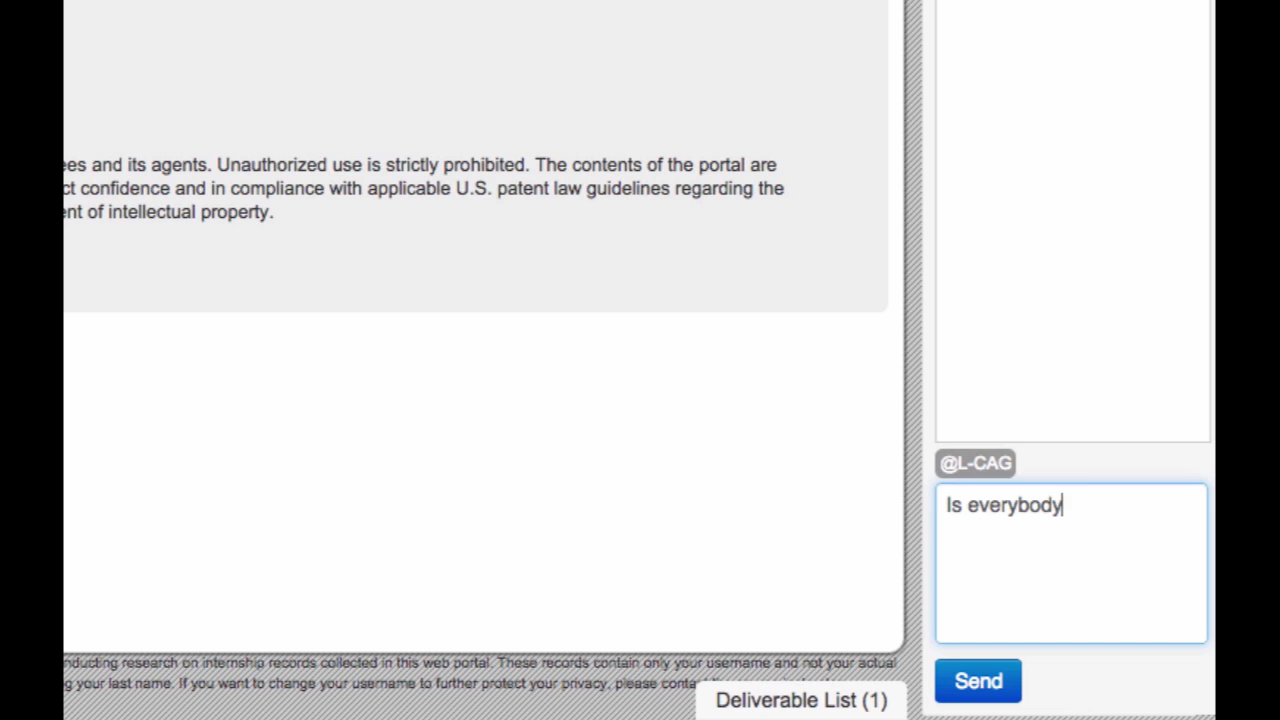 ees and its agents. Unauthorized use is strictly prohibited. The contents of the portal are
ct confidence and in compliance with applicable U.S. patent law guidelines regarding the
ent of intellectual property.
@L-CAG
Is everybody
Send
nducting research on internship records collected in this web portal. These records contain only your username and not your actual
g your last name. If you want to change your username to further protect your privacy, please
Deliverable List (1)